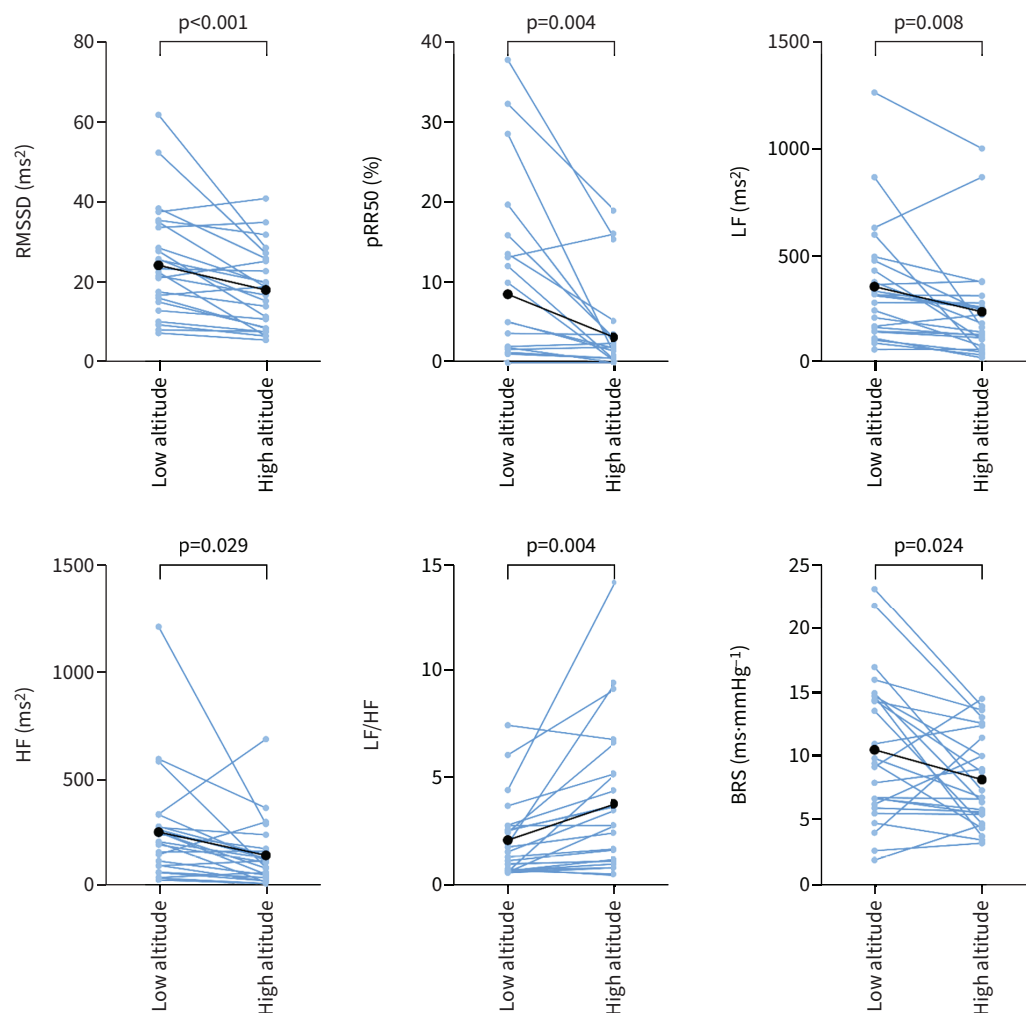 p<0.001
80
60
40
20
0
RMSSD (ms²)
Low altitude
High altitude
p=0.004
40
30
20
10
0
pRR50 (%)
Low altitude
High altitude
p=0.008
1500
1000
500
0
LF (ms²)
Low altitude
High altitude
p=0.029
1500
1000
500
0
HF (ms²)
Low altitude
High altitude
p=0.004
15
10
5
0
LF/HF
Low altitude
High altitude
p=0.024
25
20
15
10
5
0
BRS (ms·mmHg⁻¹)
Low altitude
High altitude